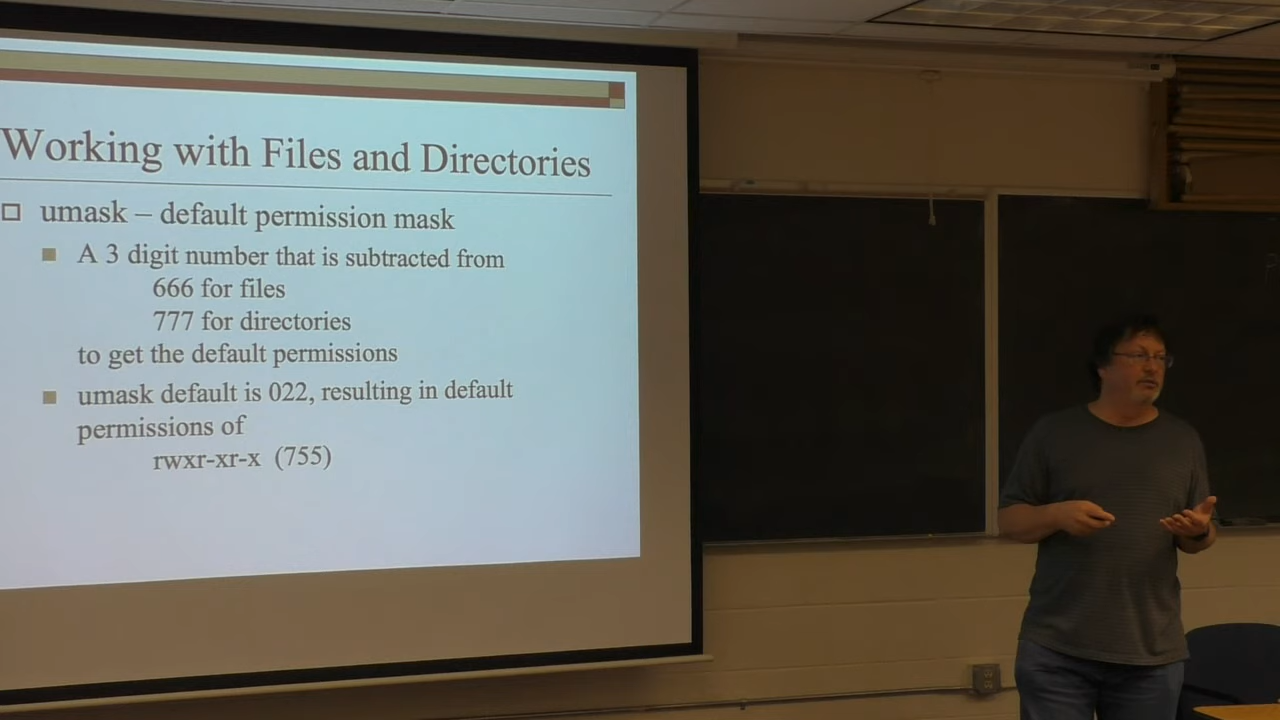 Working with Files and Directories
umask – default permission mask
A 3 digit number that is subtracted from
666 for files
777 for directories
to get the default permissions
umask default is 022, resulting in default
permissions of
rwxr-xr-x (755)